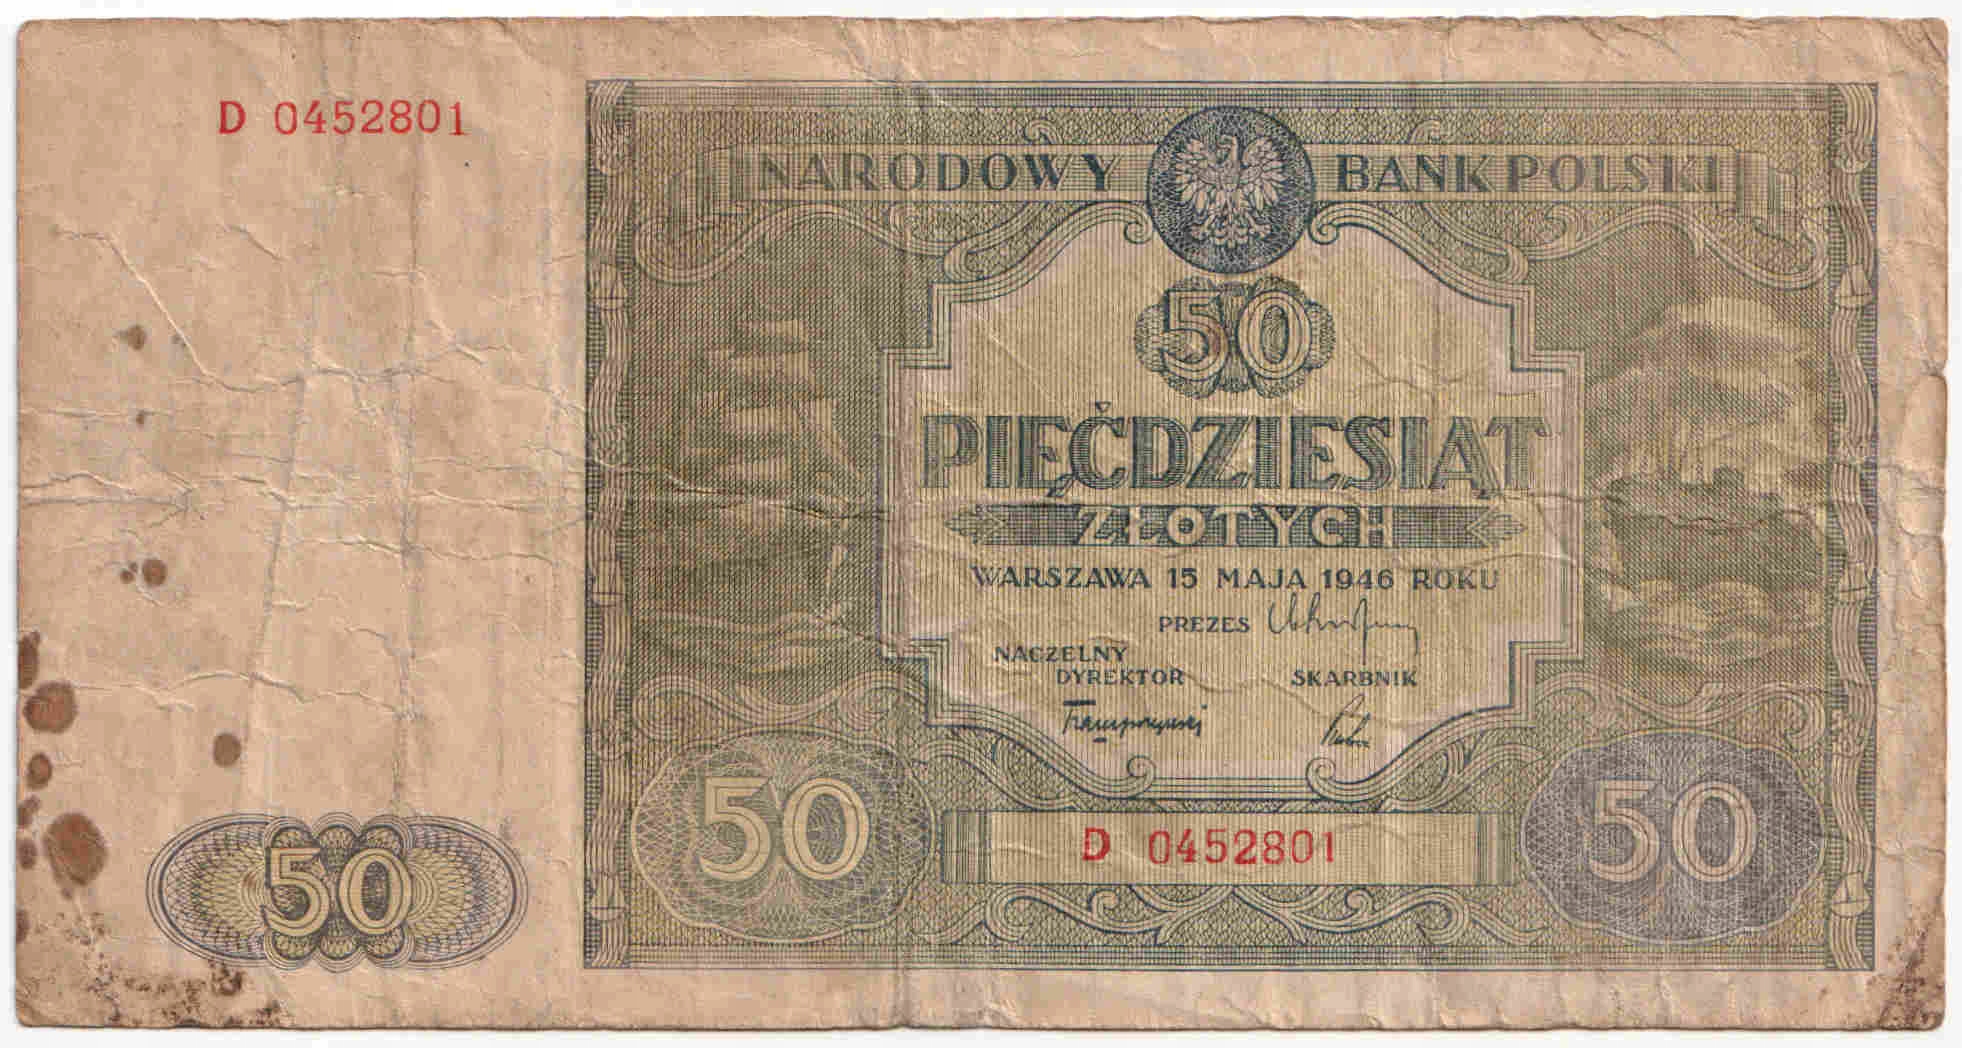 D 0452801
NARODOWY BANK POLSKI
50
PIĘĆDZIESIĄT
ZŁOTYCH
WARSZAWA 15 MAJA 1946 ROKU
PREZES
NACZELNY
DYREKTOR
SKARBNIK
50
50
D 0452801
50